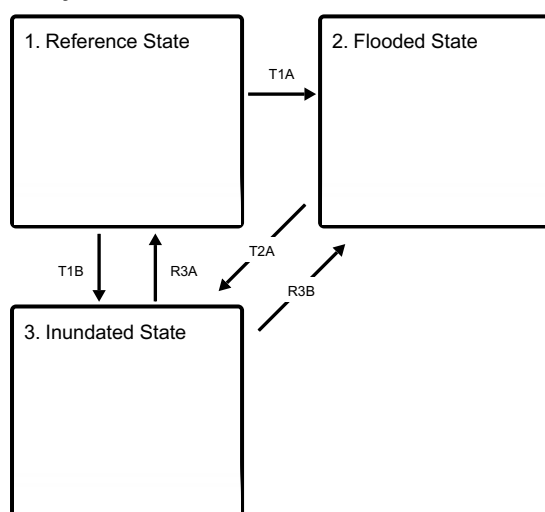 1. Reference State
2. Flooded State
T1A
T2A
T1B
R3A
R3B
3. Inundated State